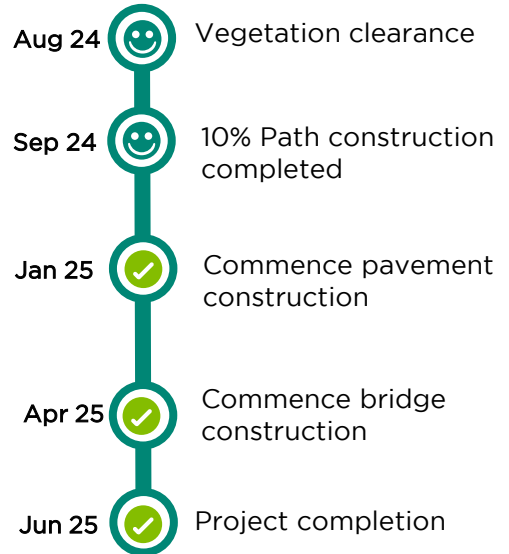 Aug 24 Vegetation clearance
Sep 24 10% Path construction
completed
Jan 25 Commence pavement
construction
Apr 25 Commence bridge
construction
Jun 25 Project completion